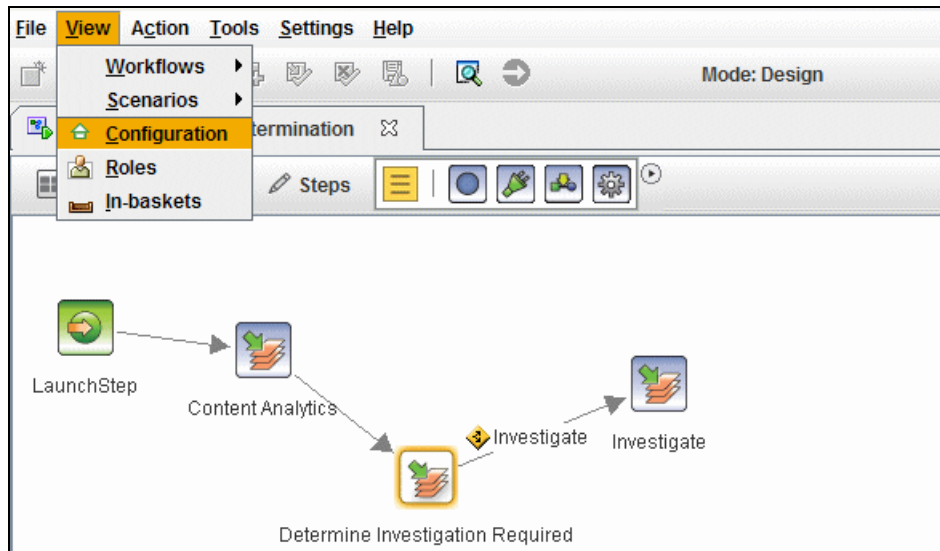 File View Action Tools Settings Help
Workflows
Mode: Design
Scenarios
Configuration
termination
Roles
Steps
In-baskets
LaunchStep
Content Analytics
Investigate
Investigate
Determine Investigation Required